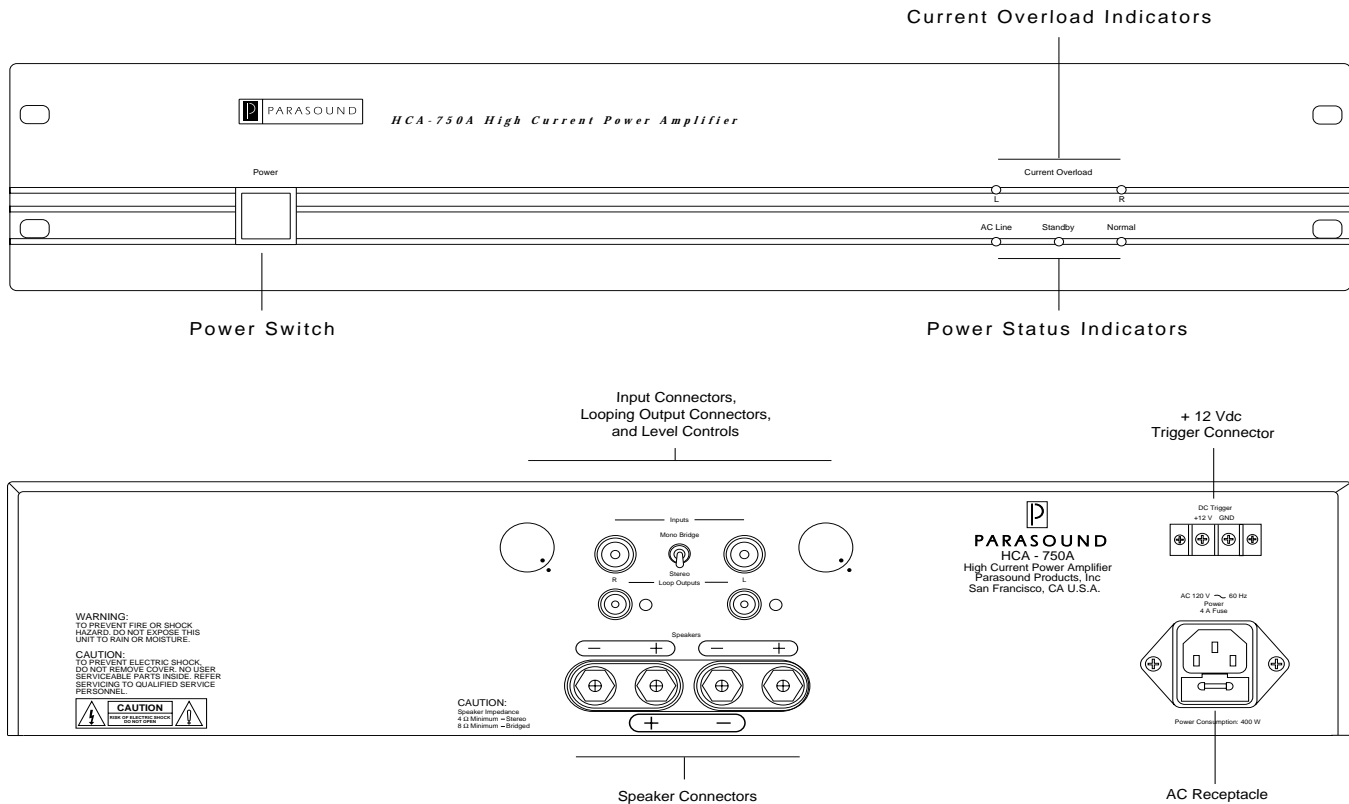 Current Overload Indicators
P PARASOUND
HCA-750A High Current Power Amplifier
Power
Current Overload
L R
AC Line Standby Normal
Power Switch
Power Status Indicators
Input Connectors,
Looping Output Connectors,
and Level Controls
+ 12 Vdc
Trigger Connector
Inputs
Mono Bridge
Stereo
R L
Loop Outputs
P
PARASOUND
HCA - 750A
High Current Power Amplifier
Parasound Products, Inc
San Francisco, CA U.S.A.
DC Trigger
+12 V GND
AC 120 V ~ 60 Hz
Power
4 A Fuse
WARNING:
TO PREVENT FIRE OR SHOCK
HAZARD. DO NOT EXPOSE THIS
UNIT TO RAIN OR MOISTURE.
CAUTION:
TO PREVENT ELECTRIC SHOCK,
DO NOT REMOVE COVER. NO USER
SERVICEABLE PARTS INSIDE. REFER
SERVICING TO QUALIFIED SERVICE
PERSONNEL.
CAUTION
RISK OF ELECTRIC SHOCK
DO NOT OPEN
Speakers
− + − +
CAUTION:
Speaker Impedance
4 Ω Minimum – Stereo
8 Ω Minimum – Bridged
+ −
Power Consumption: 400 W
Speaker Connectors
AC Receptacle